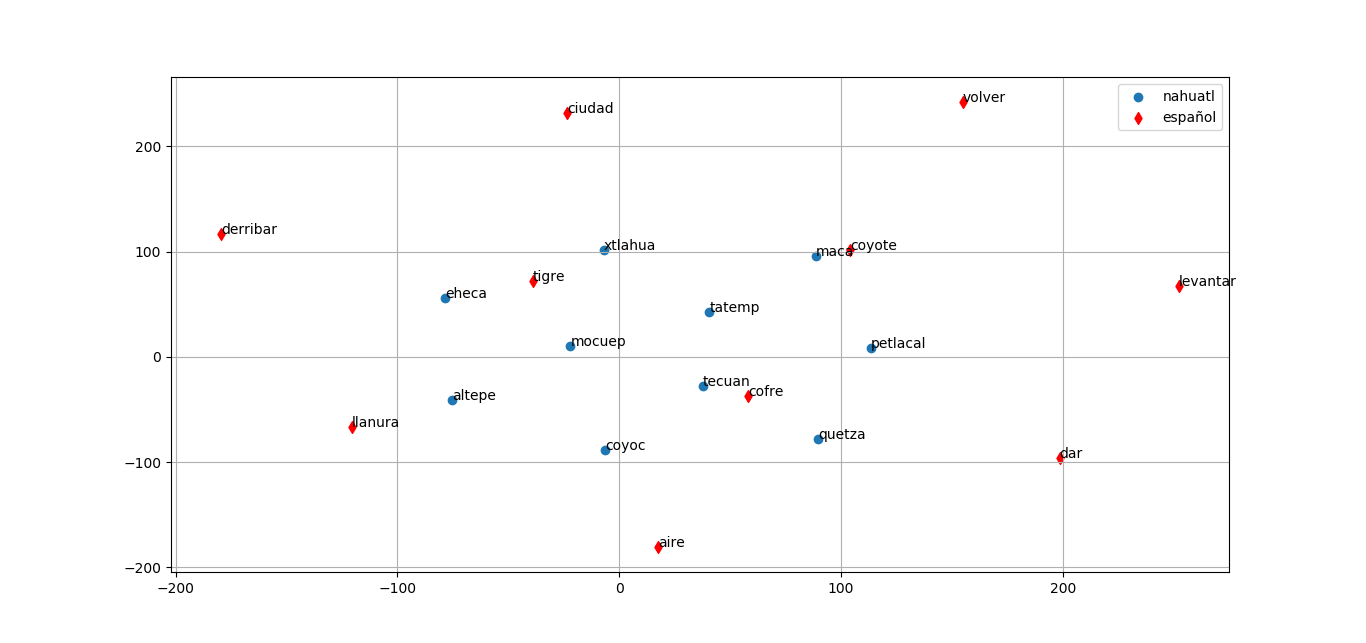 nahuatl
español
volver
ciudad
derribar
xtlahua
maca
coyote
tigre
levantar
eheca
tatemp
mocuep
petlacal
tecuan
cofre
altepe
llanura
quetza
coyoc
dar
aire
200
100
0
−100
−200
−200
−100
0
100
200